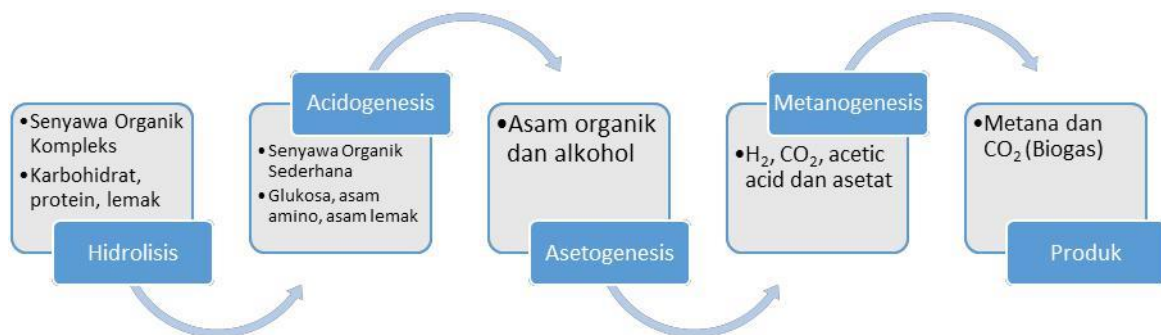 •Senyawa Organik
Kompleks
•Karbohidrat,
protein, lemak
Hidrolisis
Acidogenesis
•Senyawa Organik
Sederhana
•Glukosa, asam
amino, asam lemak
•Asam organik
dan alkohol
Asetogenesis
Metanogenesis
•H₂, CO₂, acetic
acid dan asetat
•Metana dan
CO₂ (Biogas)
Produk